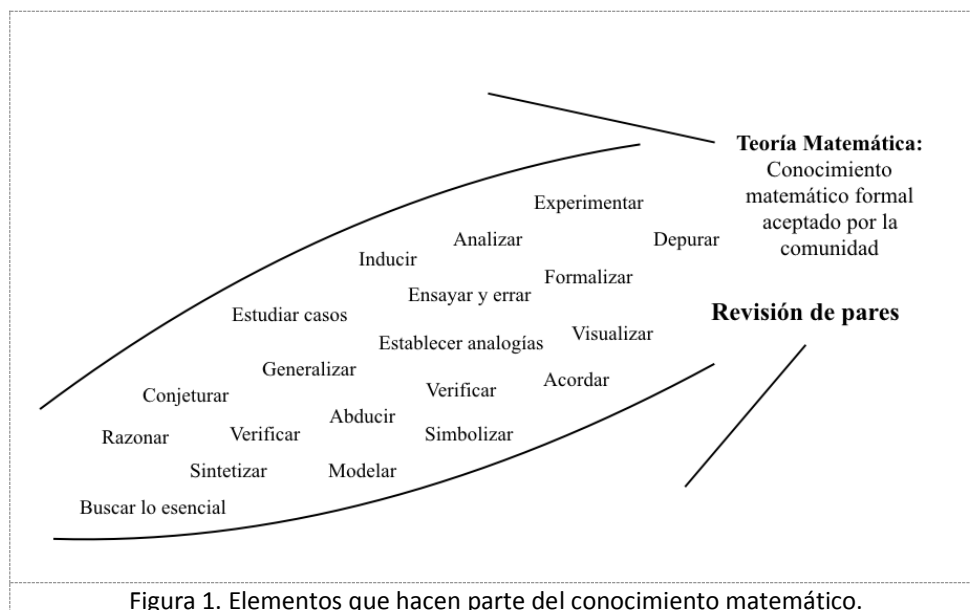 Teoría Matemática:
Conocimiento
matemático formal
aceptado por la
comunidad
Experimentar
Analizar
Depurar
Inducir
Formalizar
Ensayar y errar
Estudiar casos
Revisión de pares
Visualizar
Establecer analogías
Generalizar
Acordar
Verificar
Conjeturar
Abducir
Razonar
Verificar
Simbolizar
Sintetizar
Modelar
Buscar lo esencial
Figura 1. Elementos que hacen parte del conocimiento matemático.